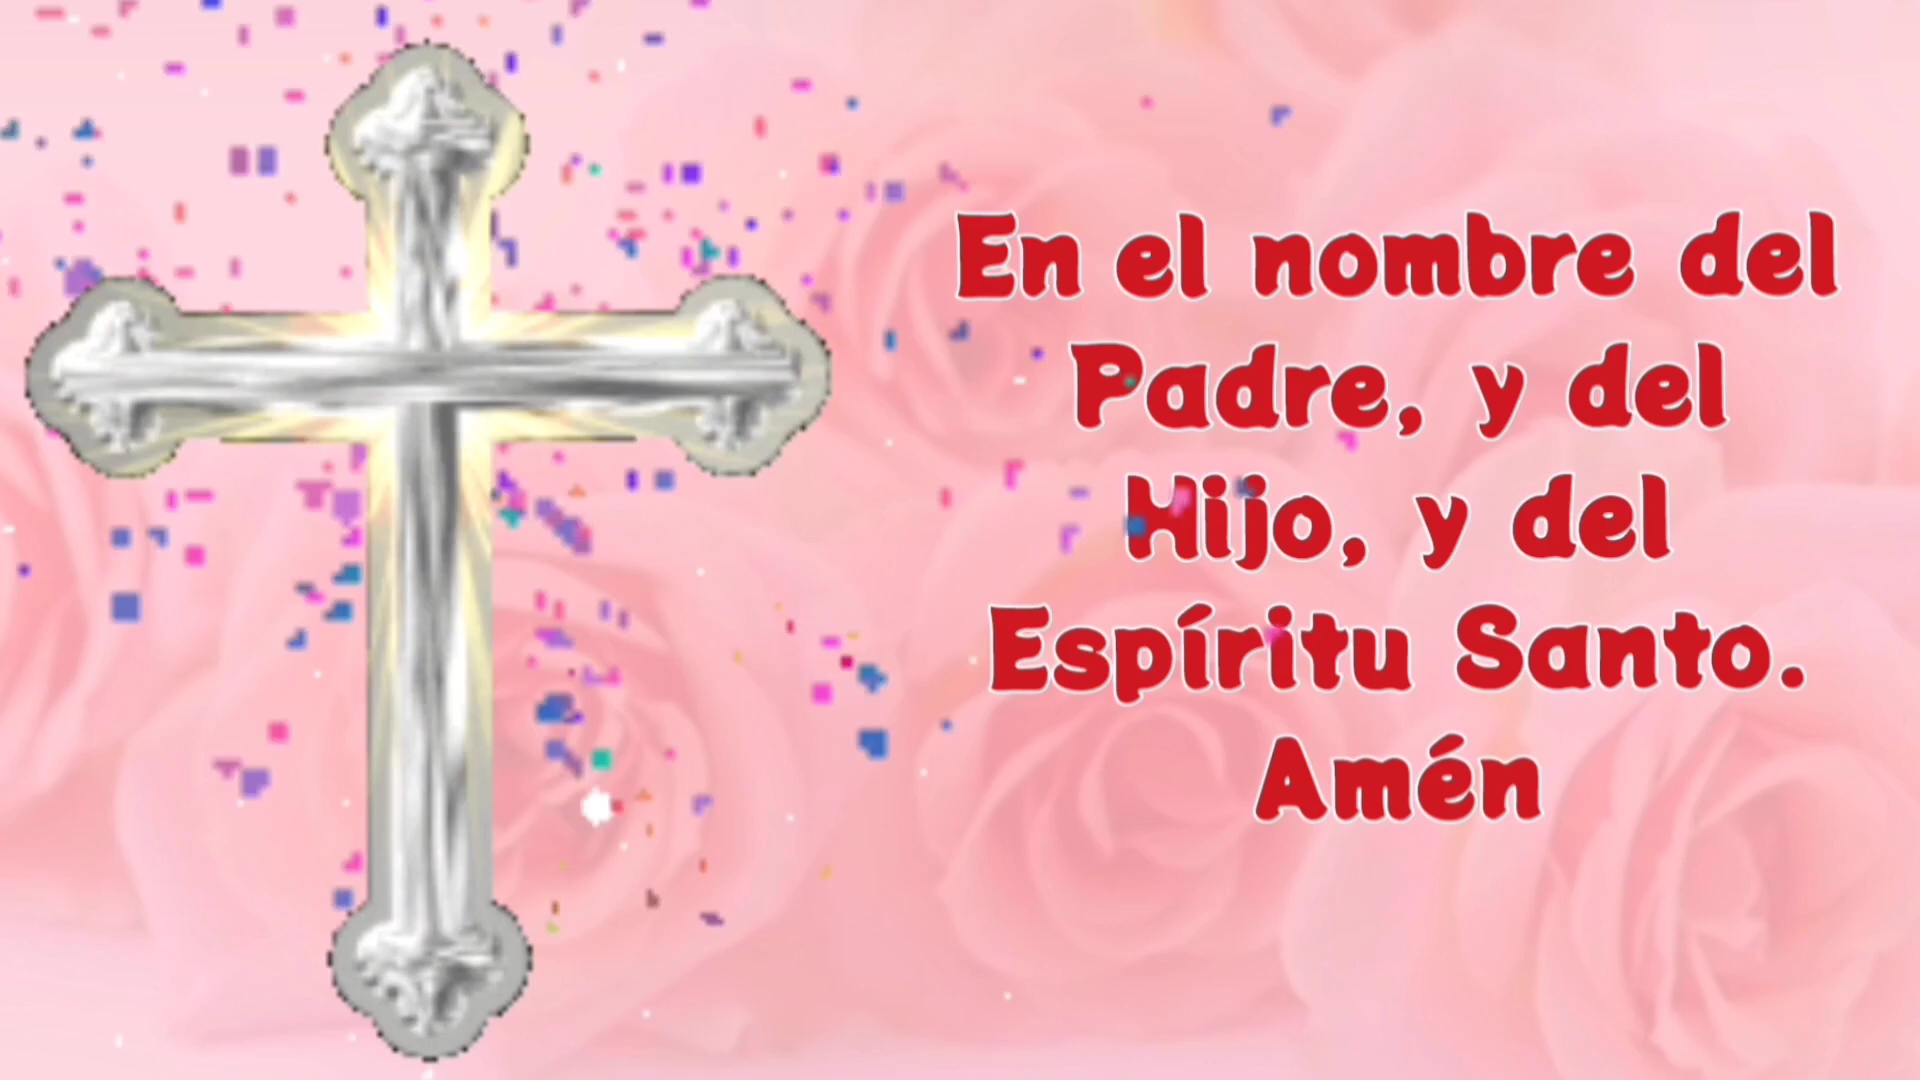 En el nombre del
Padre, y del
Hijo, y del
Espíritu Santo.
Amén